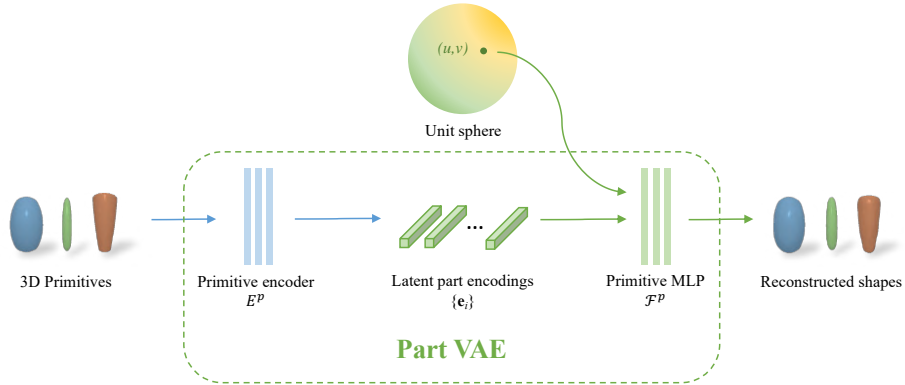 (u,v)
Unit sphere
3D Primitives
Primitive encoder
E^p
...
Latent part encodings
{e_i}
Primitive MLP
ℱ^p
Reconstructed shapes
Part VAE